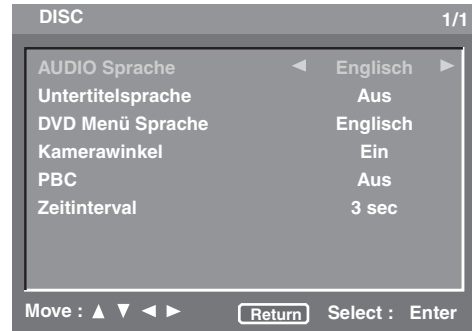 DISC 1/1
AUDIO Sprache ◄ Englisch ►
Untertitelsprache Aus
DVD Menü Sprache Englisch
Kamerawinkel Ein
PBC Aus
Zeitinterval 3 sec
Move : ▲ ▼ ◄ ► Return Select : Enter